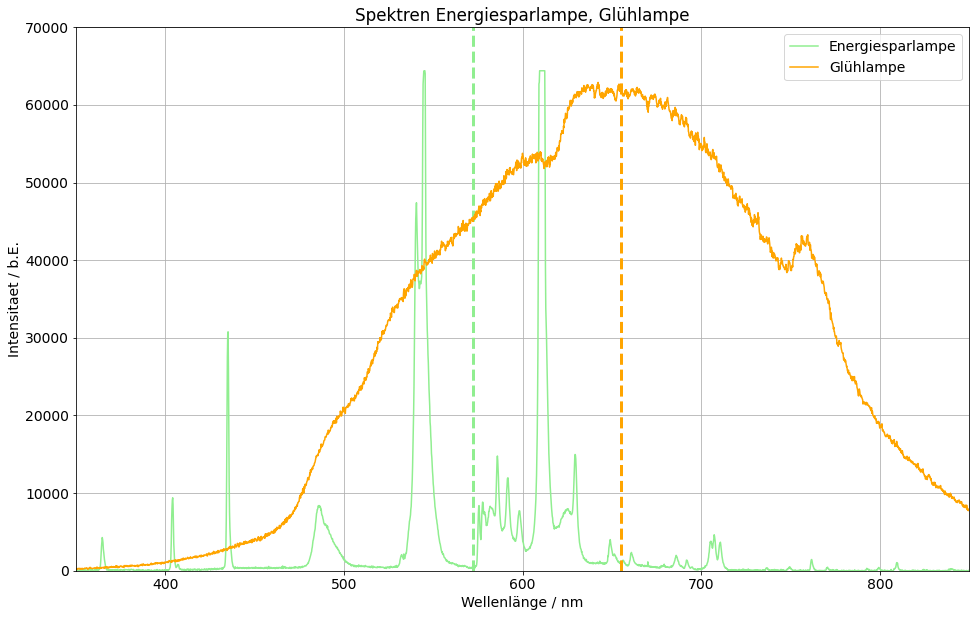 Spektren Energiesparlampe, Glühlampe
Energiesparlampe
Glühlampe
Intensitaet / b.E.
70000
60000
50000
40000
30000
20000
10000
0
400
500
600
700
800
Wellenlänge / nm